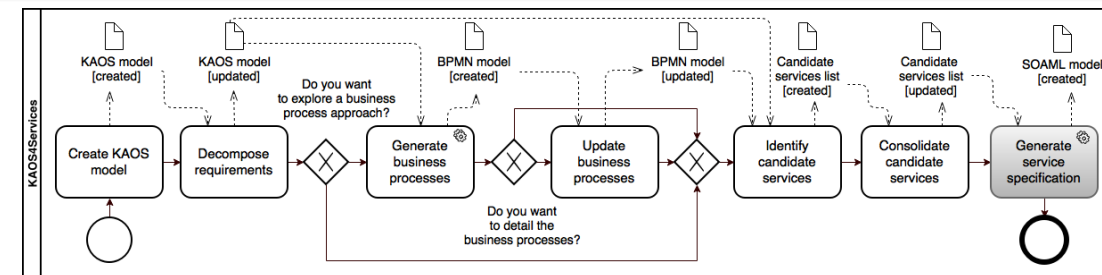 KAOS4Services
KAOS model
[created]
KAOS model
[updated]
Do you want
to explore a business
process approach?
BPMN model
[created]
BPMN model
[updated]
Candidate
services list
[created]
Candidate
services list
[updated]
SOAML model
[created]
Create KAOS
model
Decompose
requirements
X
Generate
business
processes
X
Update
business
processes
X
Identify
candidate
services
Consolidate
candidate
services
Generate
service
specification
Do you want
to detail the
business processes?